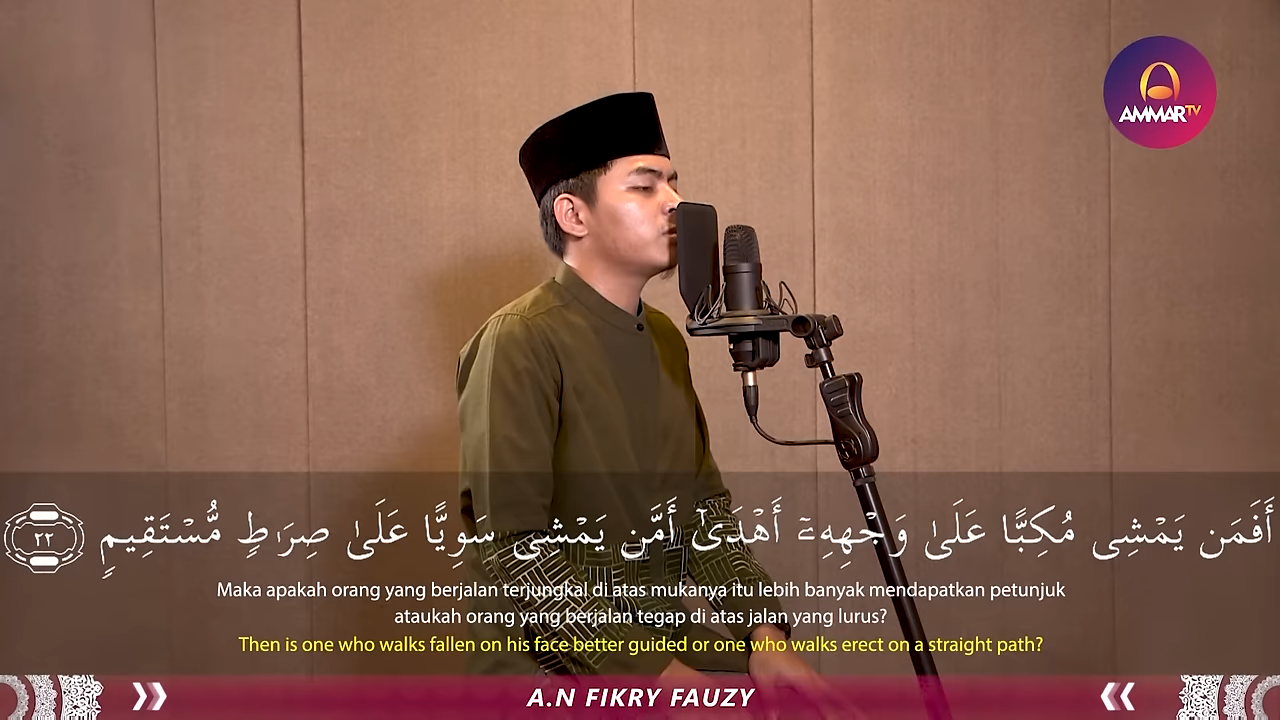 AMMARTV
أَفَمَن يَمْشِى مُكِبًّا عَلَىٰ وَجْهِهِۦٓ أَهْدَىٰٓ أَمَّن يَمْشِى سَوِيًّا عَلَىٰ صِرَٰطٍ مُّسْتَقِيمٍ ٢٢
Maka apakah orang yang berjalan terjungkal di atas mukanya itu lebih banyak mendapatkan petunjuk
ataukah orang yang berjalan tegap di atas jalan yang lurus?
Then is one who walks fallen on his face better guided or one who walks erect on a straight path?
A.N FIKRY FAUZY